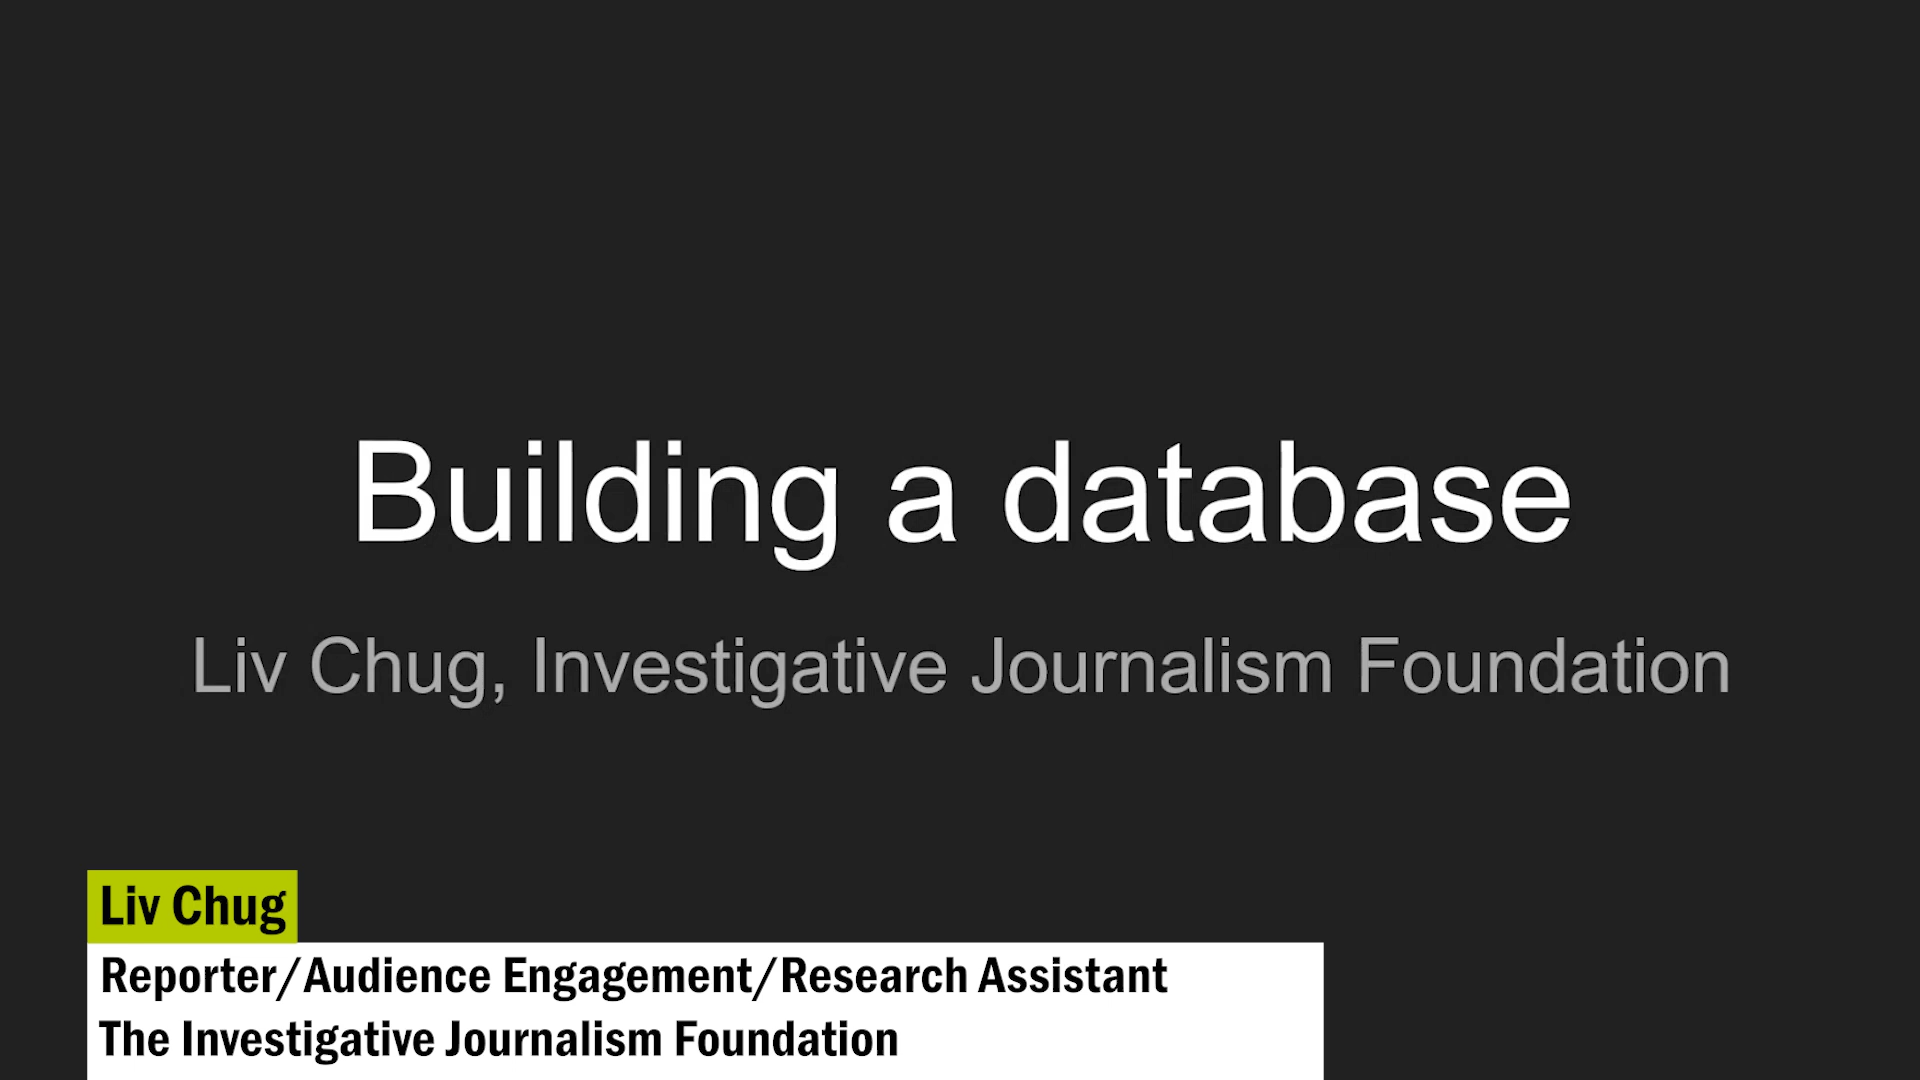 Building a database
Liv Chug, Investigative Journalism Foundation
Liv Chug
Reporter/Audience Engagement/Research Assistant
The Investigative Journalism Foundation